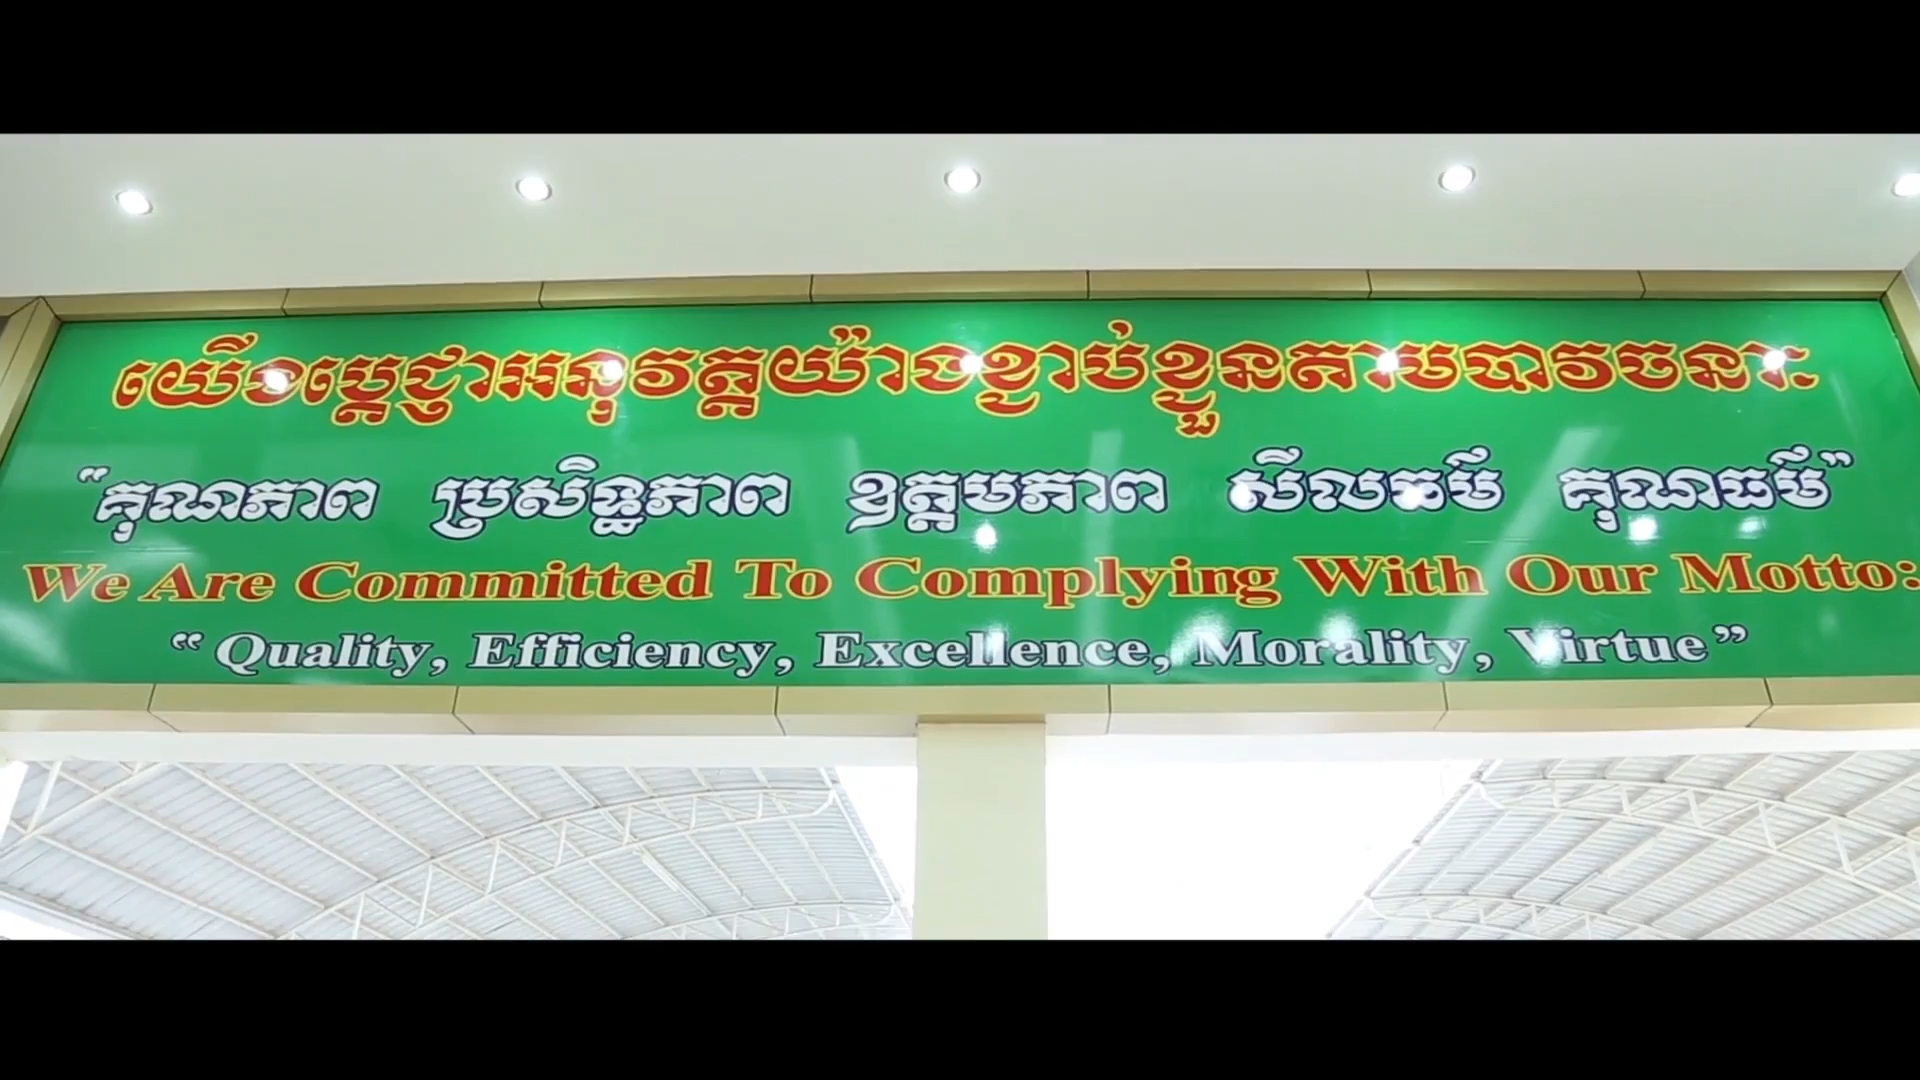 យើងប្ដេជ្ញាអនុវត្តយ៉ាងខ្ជាប់ខ្ជួនតាមបាវចនា៖
“គុណភាព ប្រសិទ្ធភាព ឧត្តមភាព សីលធម៌ គុណធម៌”
We Are Committed To Complying With Our Motto:
“Quality, Efficiency, Excellence, Morality, Virtue”